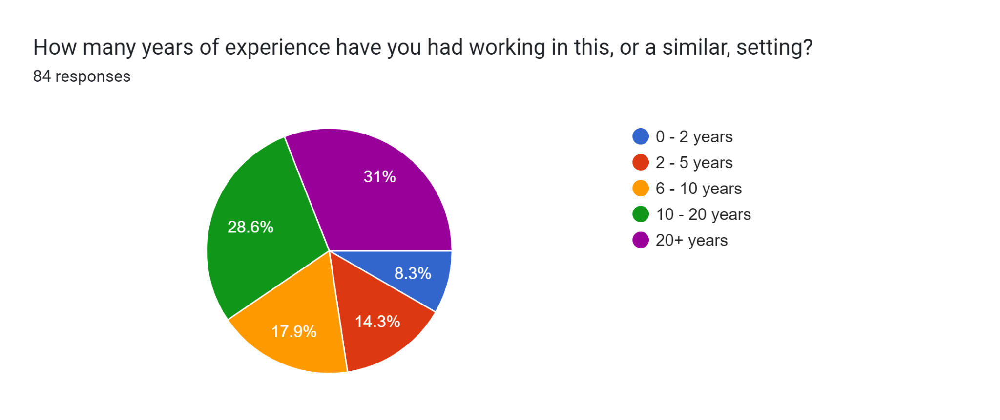 How many years of experience have you had working in this, or a similar, setting?
84 responses
31%
28.6%
8.3%
14.3%
17.9%
0 - 2 years
2 - 5 years
6 - 10 years
10 - 20 years
20+ years